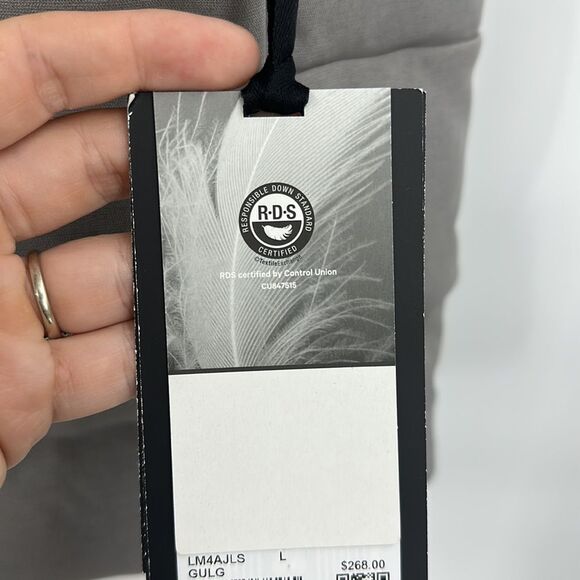 RESPONSIBLE DOWN STANDARD
R•D•S
CERTIFIED
©TextileExchange
RDS certified by Control Union
CU847515
LM4AJLS L $268.00
GULG